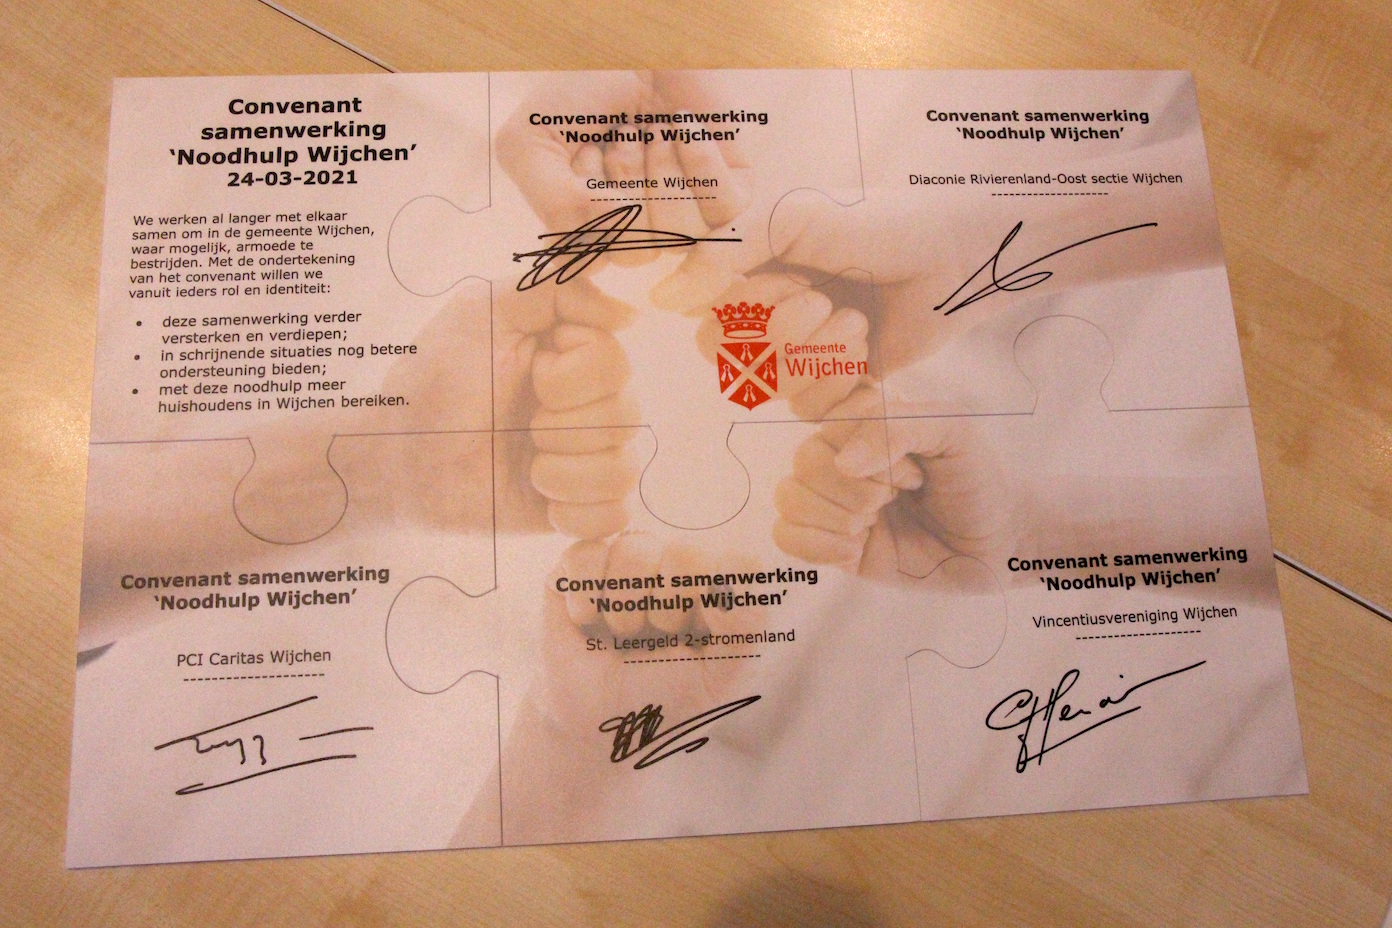 Convenant
samenwerking
‘Noodhulp Wijchen’
24-03-2021
We werken al langer met elkaar
samen om in de gemeente Wijchen,
waar mogelijk, armoede te
bestrijden. Met de ondertekening
van het convenant willen we
vanuit ieders rol en identiteit:
• deze samenwerking verder
versterken en verdiepen;
• in schrijnende situaties nog betere
ondersteuning bieden;
• met deze noodhulp meer
huishoudens in Wijchen bereiken.
Convenant samenwerking
‘Noodhulp Wijchen’
Gemeente Wijchen
Gemeente
Wijchen
Convenant samenwerking
‘Noodhulp Wijchen’
Diaconie Rivierenland-Oost sectie Wijchen
Convenant samenwerking
‘Noodhulp Wijchen’
PCI Caritas Wijchen
Convenant samenwerking
‘Noodhulp Wijchen’
St. Leergeld 2-stromenland
Convenant samenwerking
‘Noodhulp Wijchen’
Vincentiusvereniging Wijchen